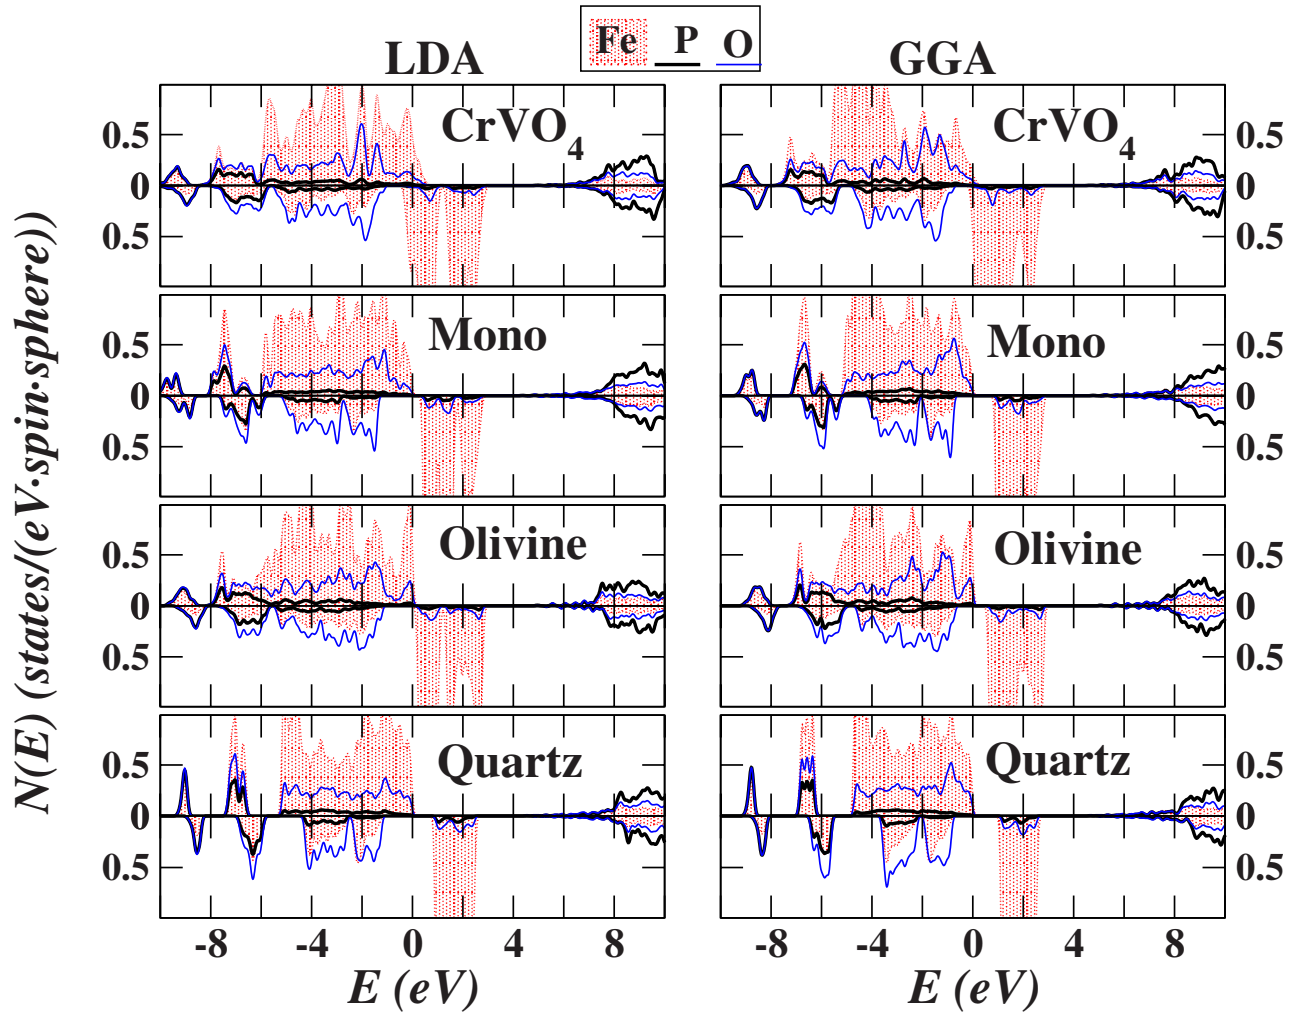 Fe P O
LDA GGA
CrVO4 CrVO4
0.5 0.5
0 0
0.5 0.5
Mono Mono
0.5 0.5
0 0
0.5 0.5
Olivine Olivine
0.5 0.5
0 0
0.5 0.5
Quartz Quartz
0.5 0.5
0 0
0.5 0.5
-8 -4 0 4 8 -8 -4 0 4 8
E (eV) E (eV)
N(E) (states/(eV·spin·sphere))